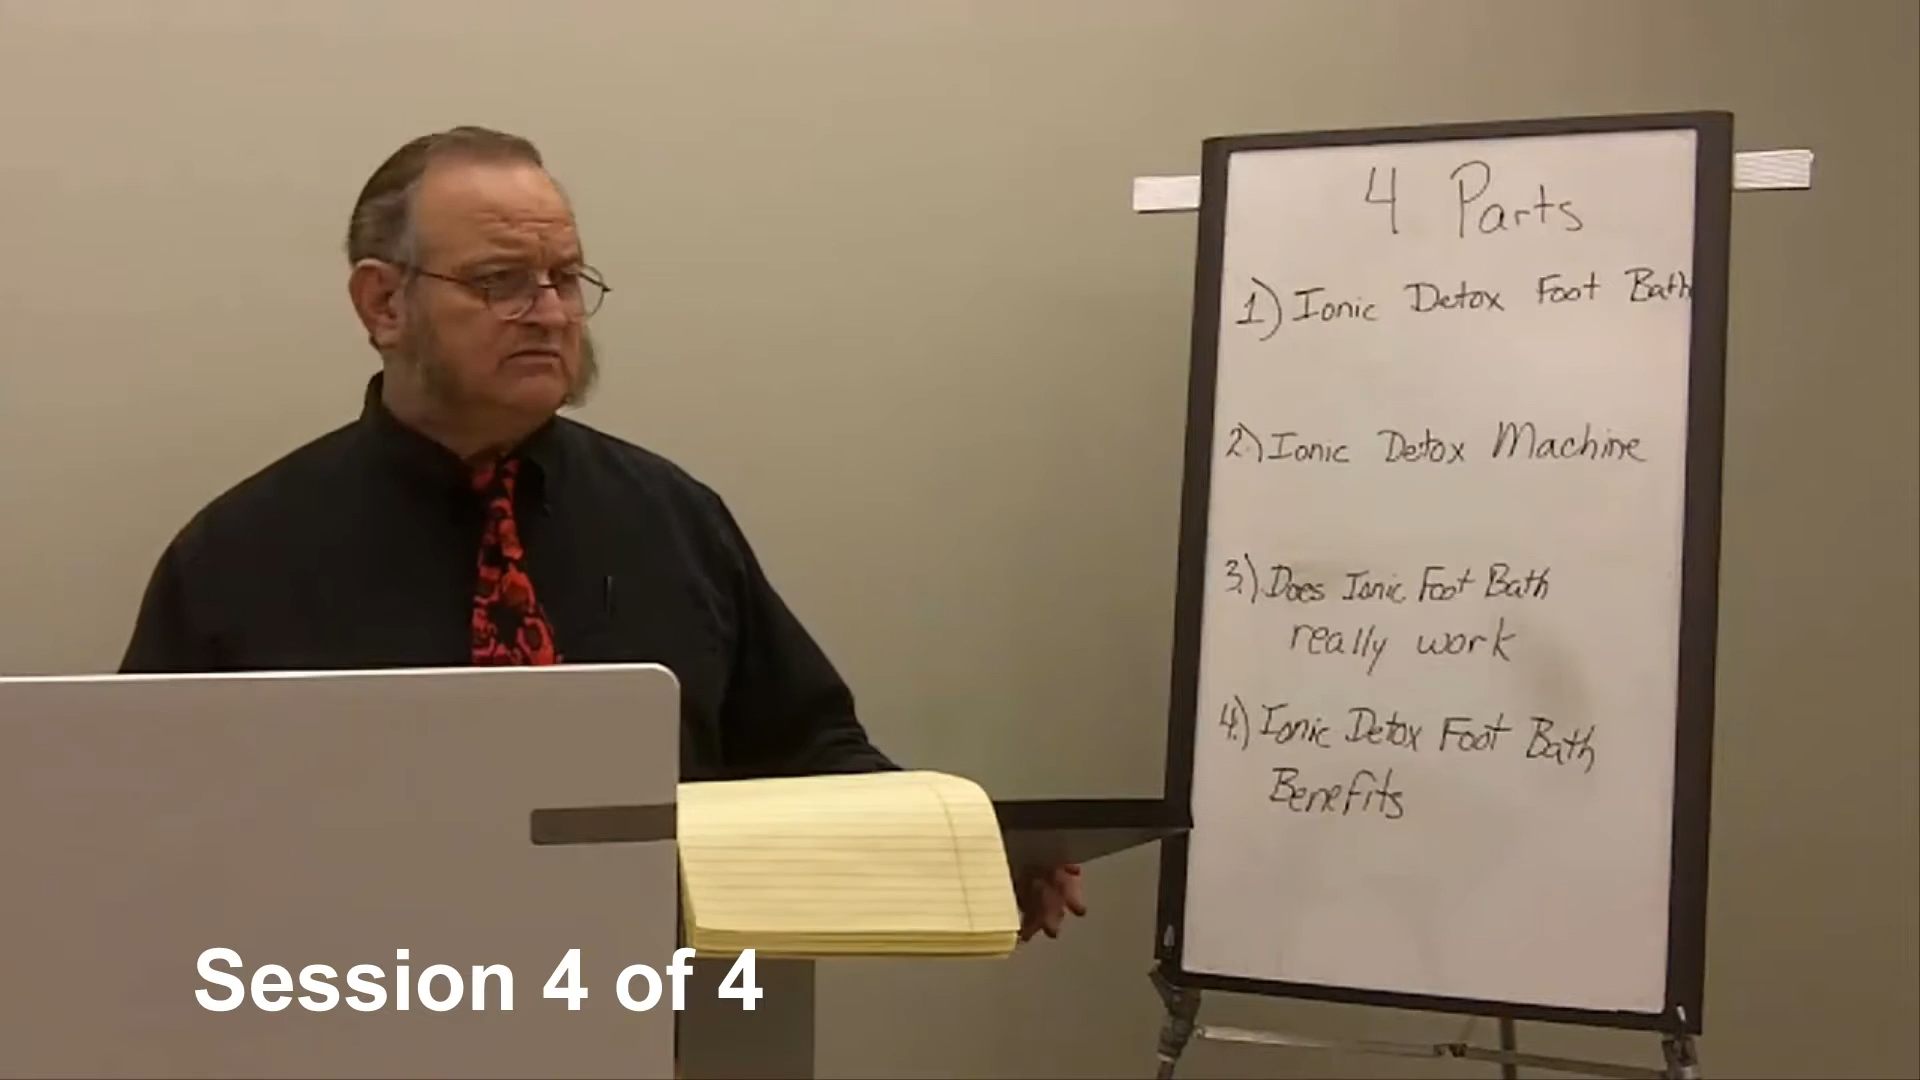 4 Parts
1) Ionic Detox Foot Bath
2.) Ionic Detox Machine
3.) Does Ionic Foot Bath
really work
4.) Ionic Detox Foot Bath
Benefits
Session 4 of 4